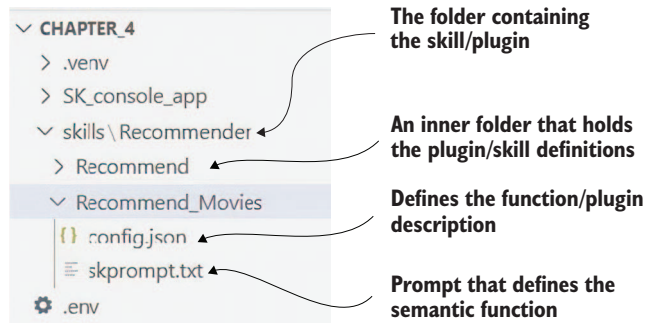 CHAPTER_4
.venv
SK_console_app
skills\Recommender
Recommend
Recommend_Movies
{} config.json
skprompt.txt
.env
The folder containing
the skill/plugin
An inner folder that holds
the plugin/skill definitions
Defines the function/plugin
description
Prompt that defines the
semantic function